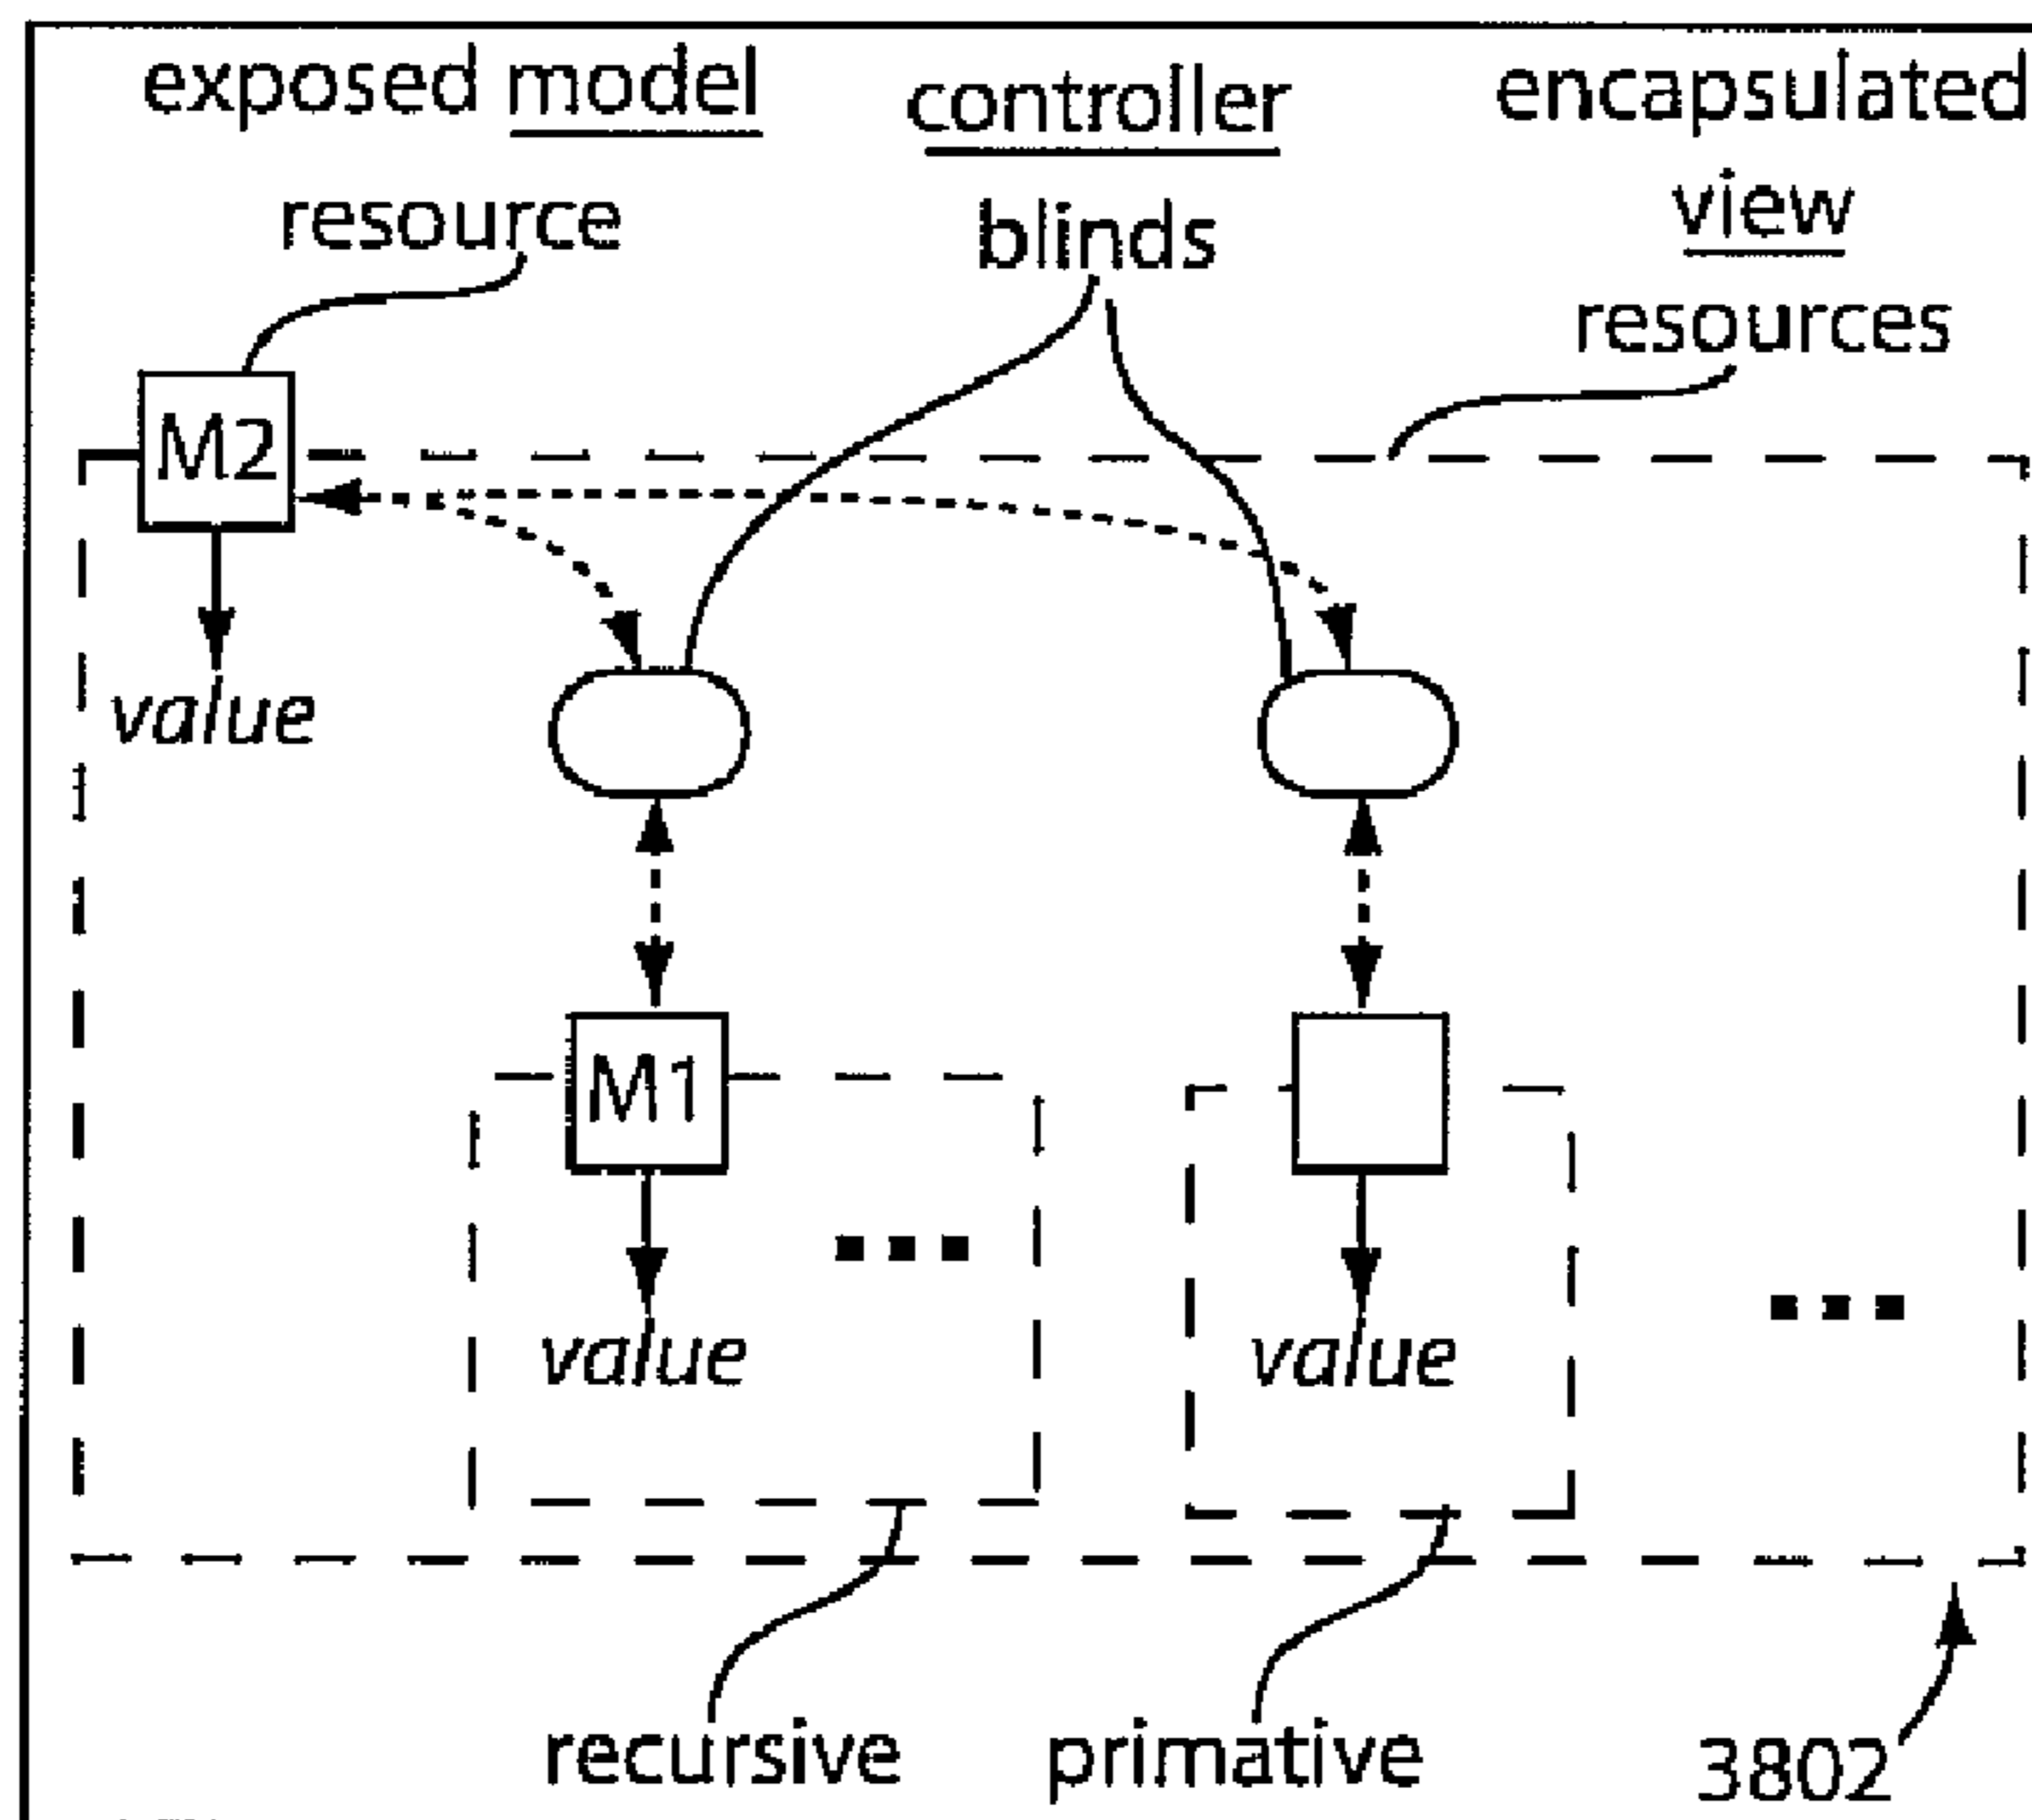 exposed model
resource
controller
blinds
encapsulated
view
resources
M2
value
M1
value
value
recursive
primative
3802